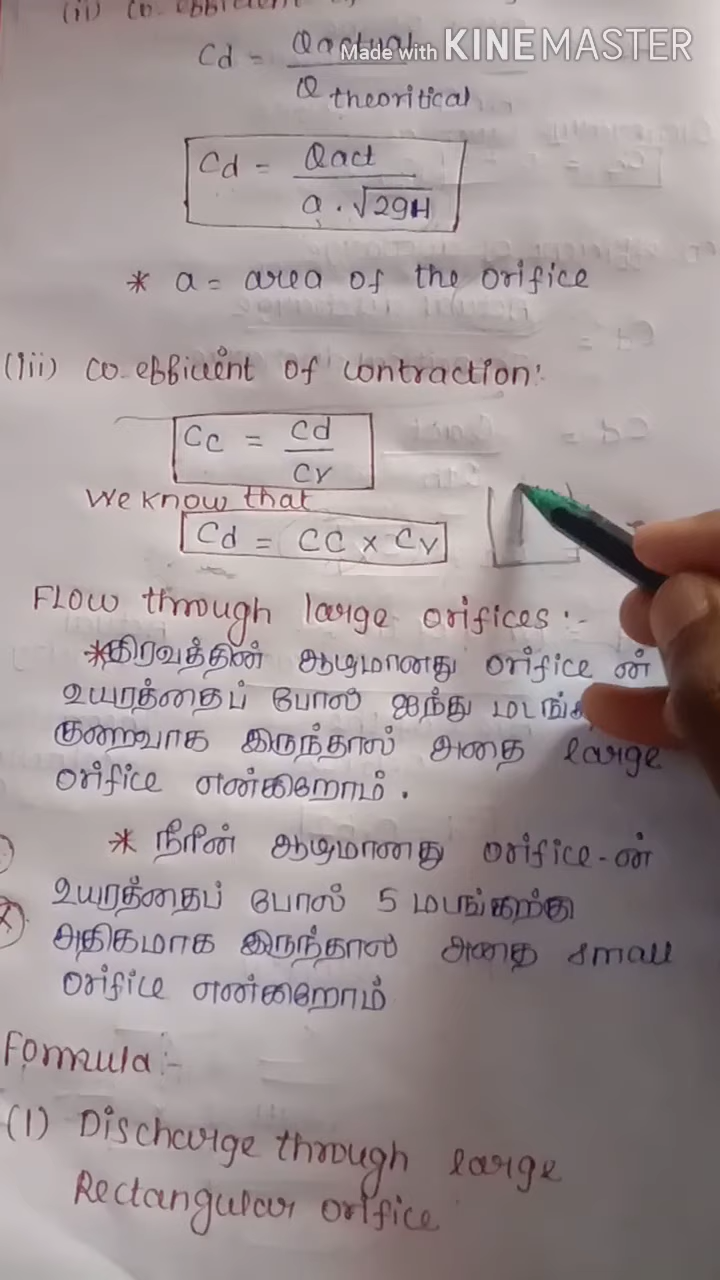 (ii) co-efficient
Cd = Qactual
Q theoritical
Made with KINEMASTER
Cd = Qact
a . √2gH
* a = area of the orifice
(iii) co-efficient of contraction:
Cc = Cd
Cv
We know that
Cd = CC x Cv
Flow through large orifices :-
*திரவத்தின் ஆழமானது orifice ன்
உயரத்தைப் போல் ஐந்து
குறைவாக இருந்தால் அதை large
orifice என்கிறோம் .
* நீரின் ஆழமானது orifice-ன்
உயரத்தைப் போல் 5 மடங்கிற்கு
அதிகமாக இருந்தால் அதை small
orifice என்கிறோம்
Formula :-
(1) Discharge through large
Rectangular orifice